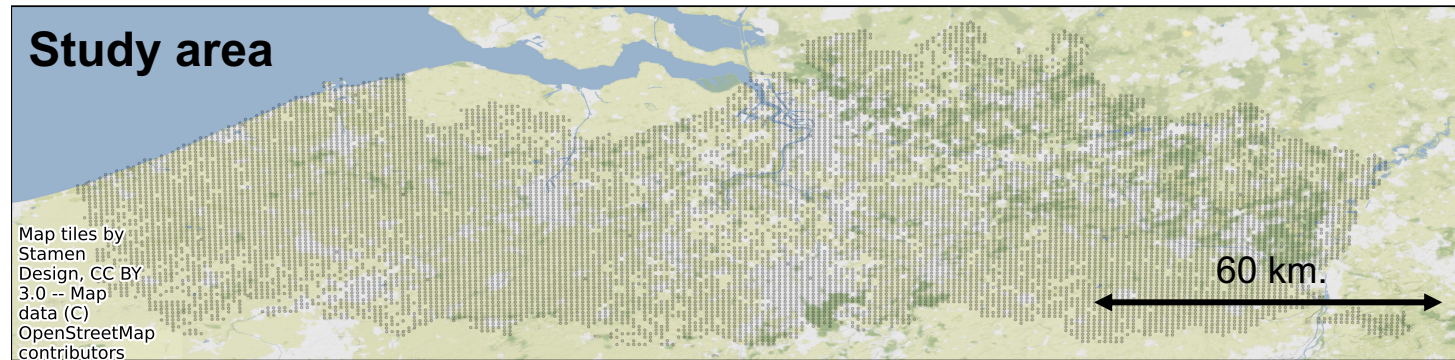 Study area
Map tiles by
Stamen
Design, CC BY
3.0 -- Map
data (C)
OpenStreetMap
contributors
60 km.